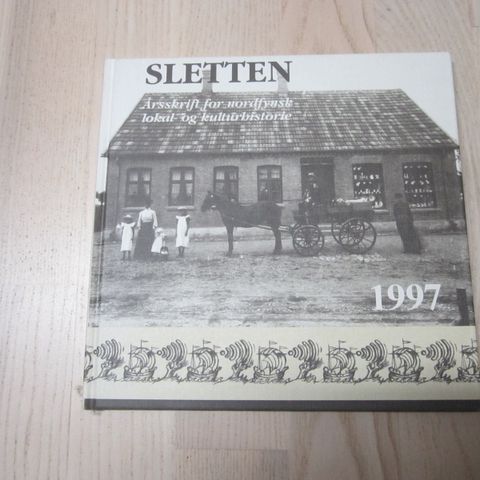 SLETTEN
Årsskrift for nordfynsk
lokal- og kulturhistorie
1997